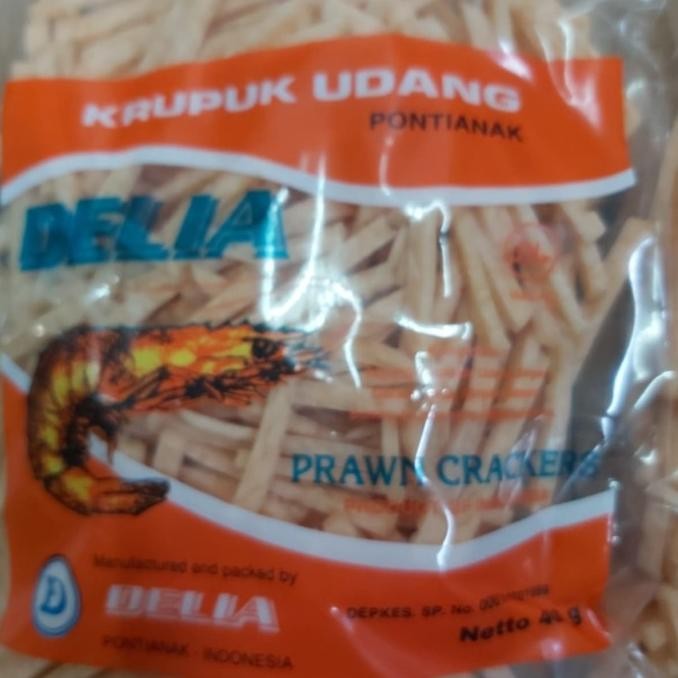 KRUPUK UDANG
PONTIANAK
DELIA
PRAWN CRACKERS
Manufactured and packed by
DELIA
DEPKES. SP. No.
PONTIANAK - INDONESIA
Netto
D